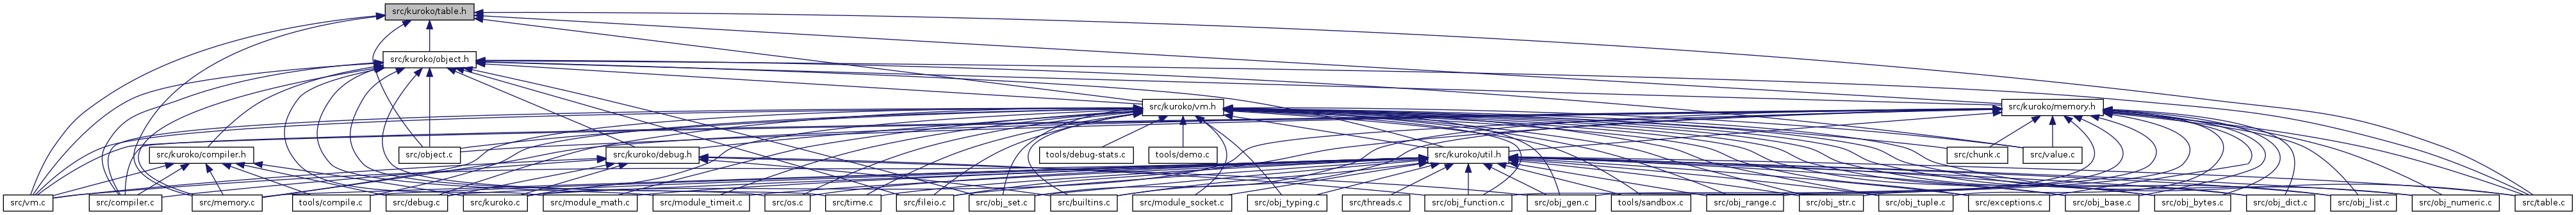 src/kuroko/table.h
src/kuroko/object.h
src/kuroko/vm.h
src/kuroko/memory.h
src/kuroko/compiler.h
src/object.c
src/kuroko/debug.h
tools/debug-stats.c
tools/demo.c
src/kuroko/util.h
src/chunk.c
src/value.c
src/vm.c
src/compiler.c
src/memory.c
tools/compile.c
src/debug.c
src/kuroko.c
src/module_math.c
src/module_timeit.c
src/os.c
src/time.c
src/fileio.c
src/obj_set.c
src/builtins.c
src/module_socket.c
src/obj_typing.c
src/threads.c
src/obj_function.c
src/obj_gen.c
tools/sandbox.c
src/obj_range.c
src/obj_str.c
src/obj_tuple.c
src/exceptions.c
src/obj_base.c
src/obj_bytes.c
src/obj_dict.c
src/obj_list.c
src/obj_numeric.c
src/table.c